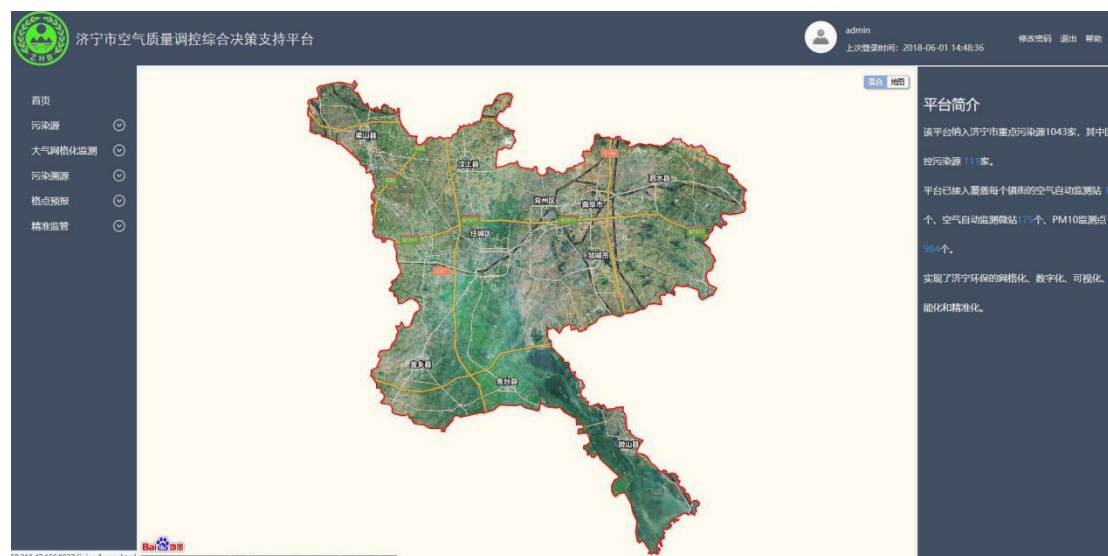 ZHB
济宁市空气质量调控综合决策支持平台
admin
上次登录时间：2018-06-01 14:48:36
修改密码 退出 帮助
首页
污染源
大气网格化监测
污染溯源
格点预报
精准监管
混合 地图
梁山县
汶上县
G104
泗水县
兖州区
曲阜市
G1511
G1511
任城区
G1511
G1511
邹城市
金乡县
鱼台县
微山县
Bai 地图
平台简介
该平台纳入济宁市重点污染源1043家，其中
控污染源 111家。
平台已接入覆盖每个镇街的空气自动监测站
个、空气自动监测微站175个、PM10监测点
984个。
实现了济宁环保的网格化、数字化、可视化、
能化和精准化。